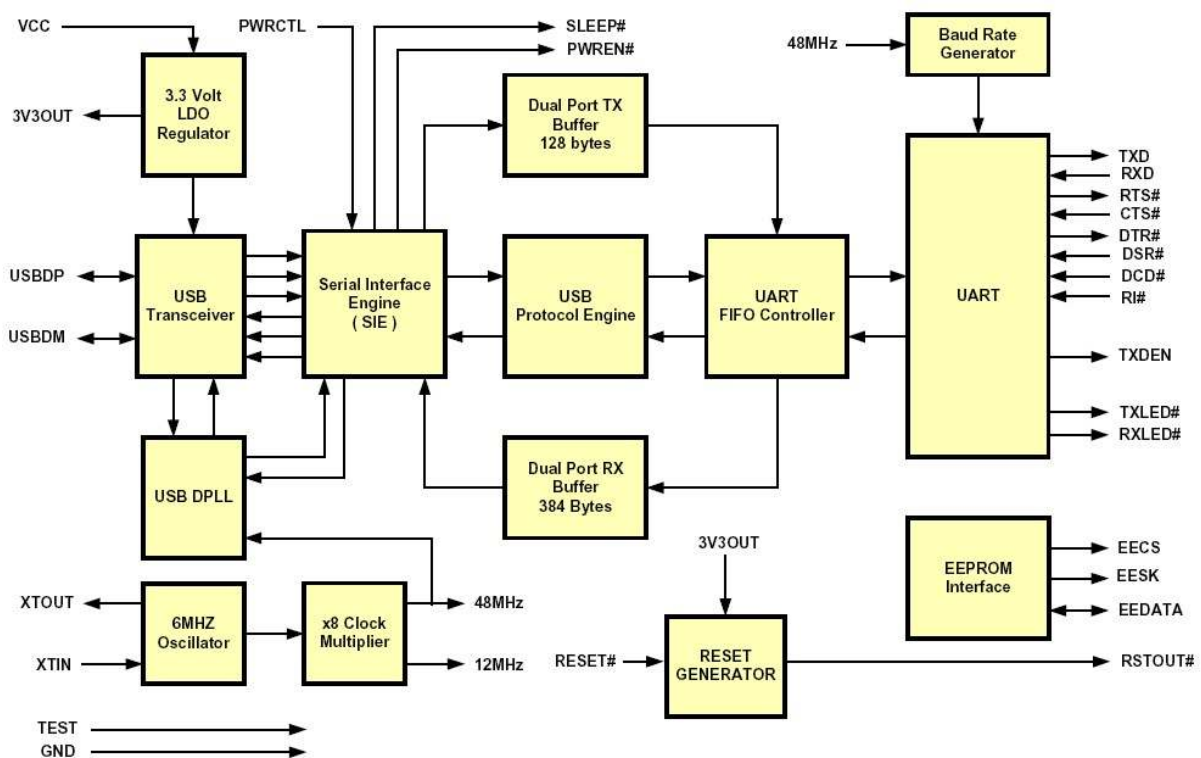 VCC
PWRCTL
SLEEP#
PWREN#
48MHz
Baud Rate
Generator
3.3 Volt
LDO
Regulator
3V3OUT
Dual Port TX
Buffer
128 bytes
TXD
RXD
RTS#
CTS#
DTR#
DSR#
DCD#
RI#
TXDEN
TXLED#
RXLED#
USBDP
USBDM
USB
Transceiver
Serial Interface
Engine
( SIE )
USB
Protocol Engine
UART
FIFO Controller
UART
USB DPLL
Dual Port RX
Buffer
384 Bytes
3V3OUT
EEPROM
Interface
EECS
EESK
EEDATA
XTOUT
XTIN
6MHZ
Oscillator
x8 Clock
Multiplier
48MHz
12MHz
RESET#
RESET
GENERATOR
RSTOUT#
TEST
GND